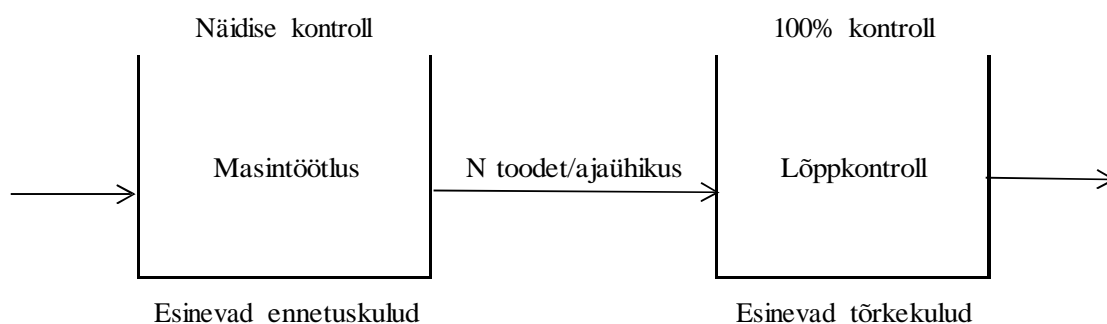 Näidise kontroll
100% kontroll
Masintöötlus
N toodet/ajaühikus
Lõppkontroll
Esinevad ennetuskulud
Esinevad tõrkekulud